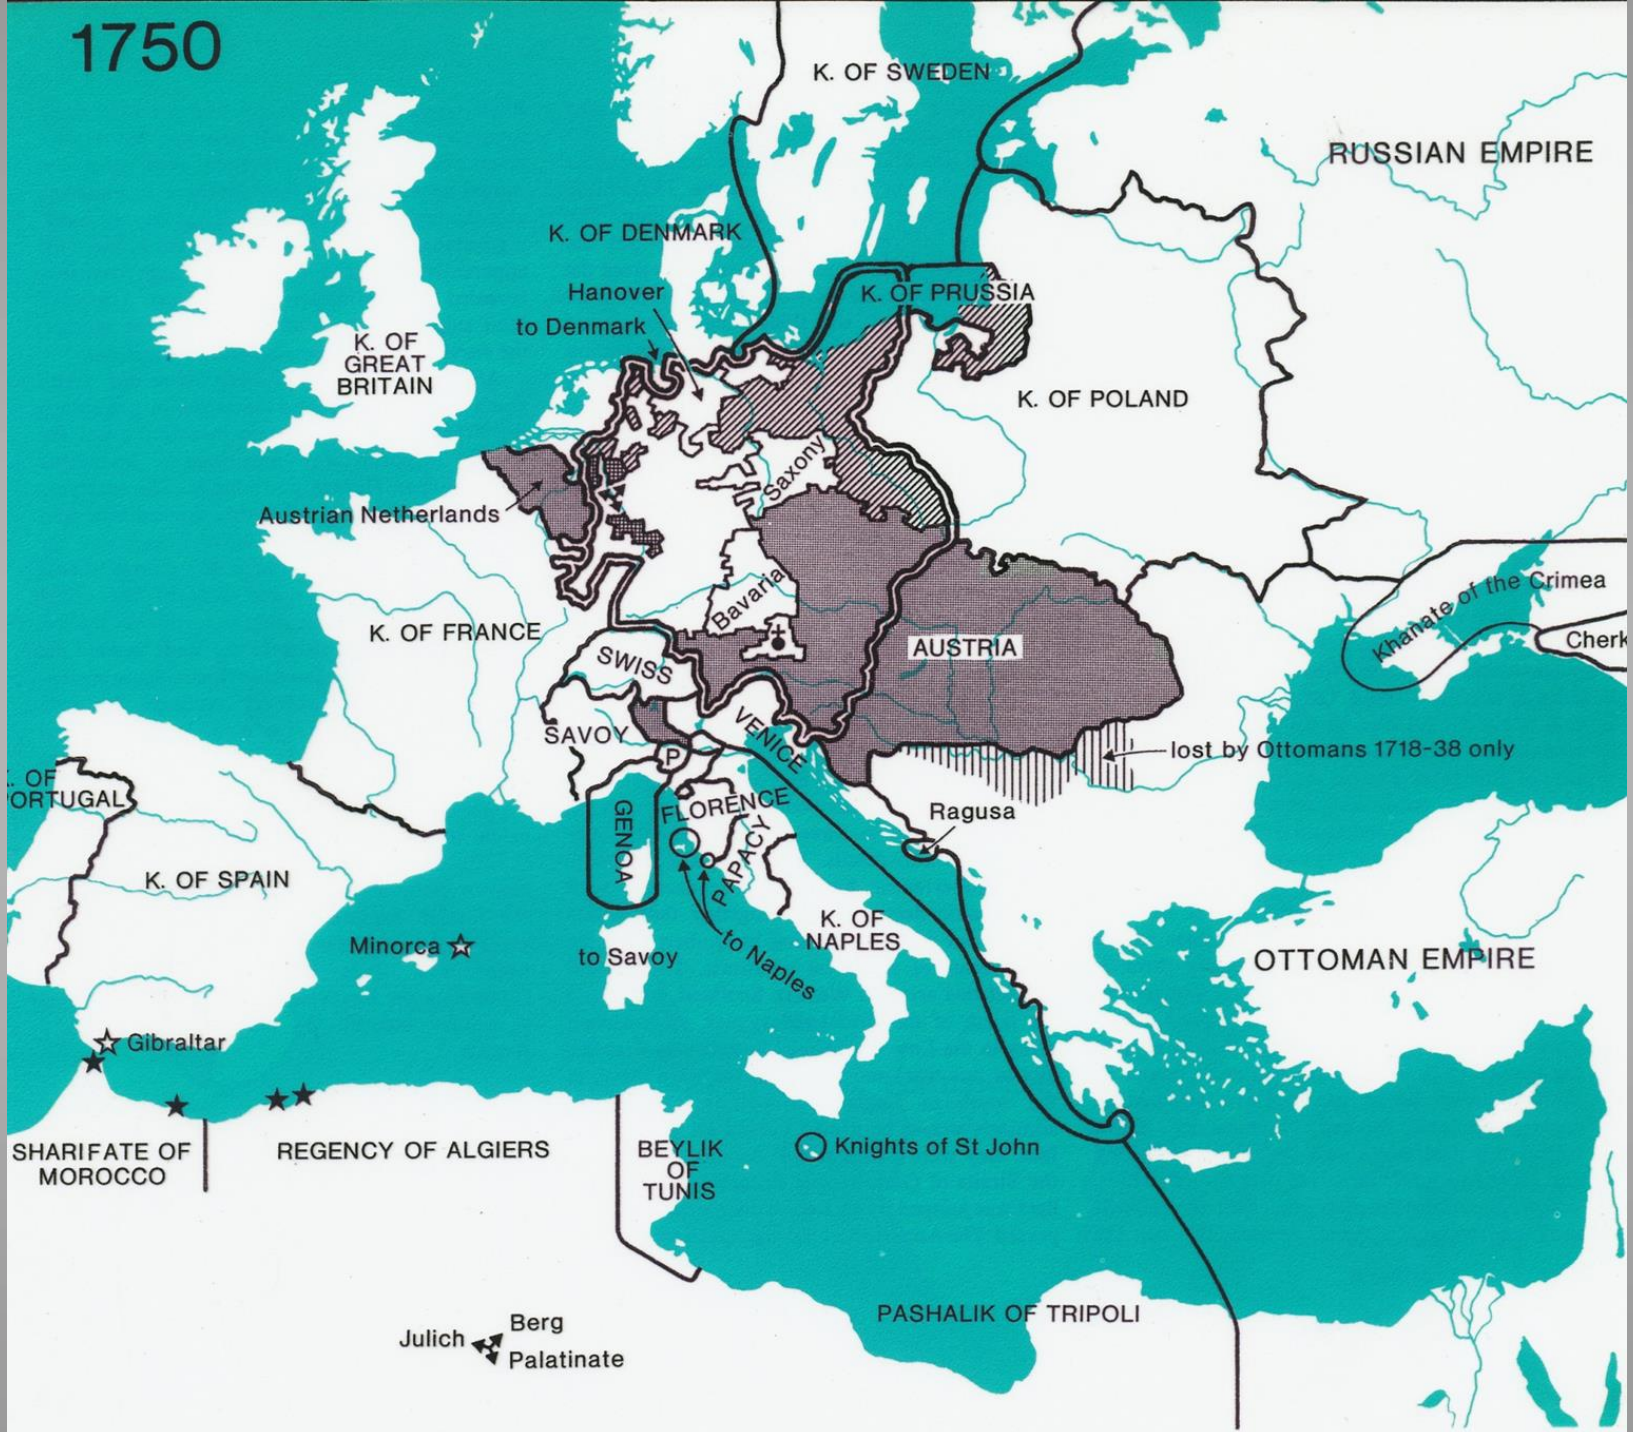 1750
K. OF SWEDEN
RUSSIAN EMPIRE
K. OF DENMARK
Hanover
to Denmark
K. OF PRUSSIA
K. OF
GREAT
BRITAIN
K. OF POLAND
Saxony
Austrian Netherlands
Bavaria
Khanate of the Crimea
K. OF FRANCE
AUSTRIA
Cherk
SWISS
SAVOY
VENICE
P
lost by Ottomans 1718-38 only
. OF
ORTUGAL
GENOA
FLORENCE
PAPACY
Ragusa
K. OF SPAIN
K. OF
NAPLES
Minorca
to Savoy
to Naples
OTTOMAN EMPIRE
Gibraltar
SHARIFATE OF
MOROCCO
REGENCY OF ALGIERS
BEYLIK
OF
TUNIS
Knights of St John
PASHALIK OF TRIPOLI
Julich
Berg
Palatinate